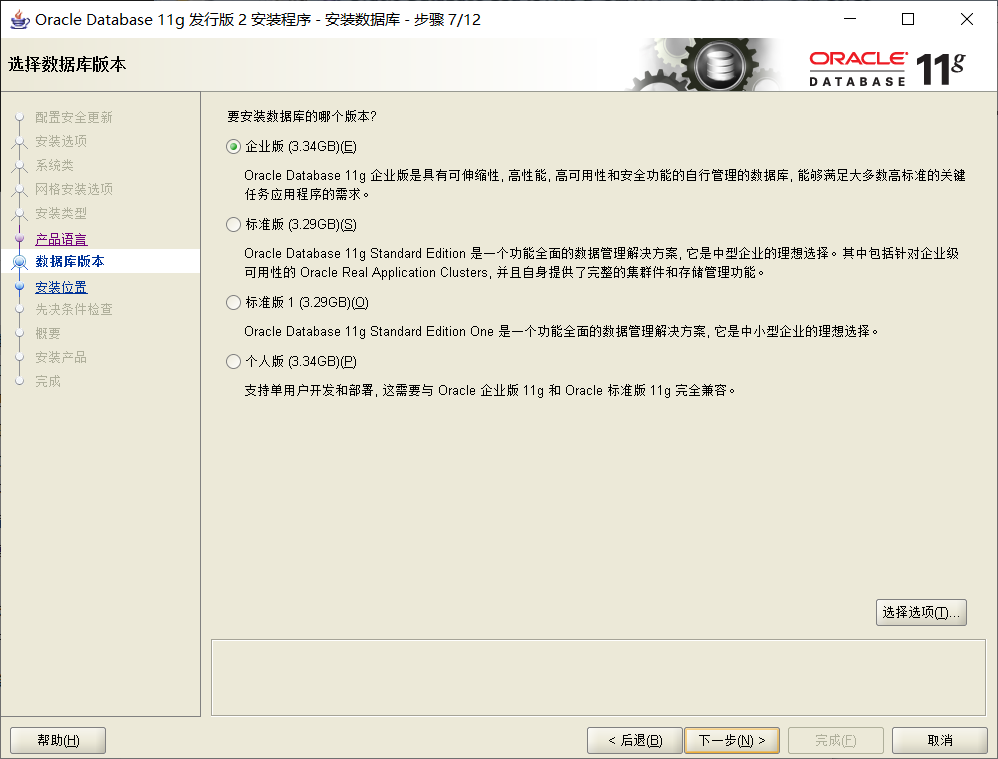 Oracle Database 11g 发行版 2 安装程序 - 安装数据库 - 步骤 7/12
选择数据库版本
ORACLE
DATABASE
11g
配置安全更新
安装选项
系统类
网格安装选项
安装类型
产品语言
数据库版本
安装位置
先决条件检查
概要
安装产品
完成
要安装数据库的哪个版本?
企业版 (3.34GB)(E)
Oracle Database 11g 企业版是具有可伸缩性, 高性能, 高可用性和安全功能的自行管理的数据库, 能够满足大多数高标准的关键
任务应用程序的需求。
标准版 (3.29GB)(S)
Oracle Database 11g Standard Edition 是一个功能全面的数据管理解决方案, 它是中型企业的理想选择。其中包括针对企业级
可用性的 Oracle Real Application Clusters, 并且自身提供了完整的集群件和存储管理功能。
标准版 1 (3.29GB)(O)
Oracle Database 11g Standard Edition One 是一个功能全面的数据管理解决方案, 它是中小型企业的理想选择。
个人版 (3.34GB)(P)
支持单用户开发和部署, 这需要与 Oracle 企业版 11g 和 Oracle 标准版 11g 完全兼容。
选择选项(T)...
帮助(H)
< 后退(B)
下一步(N) >
完成(F)
取消